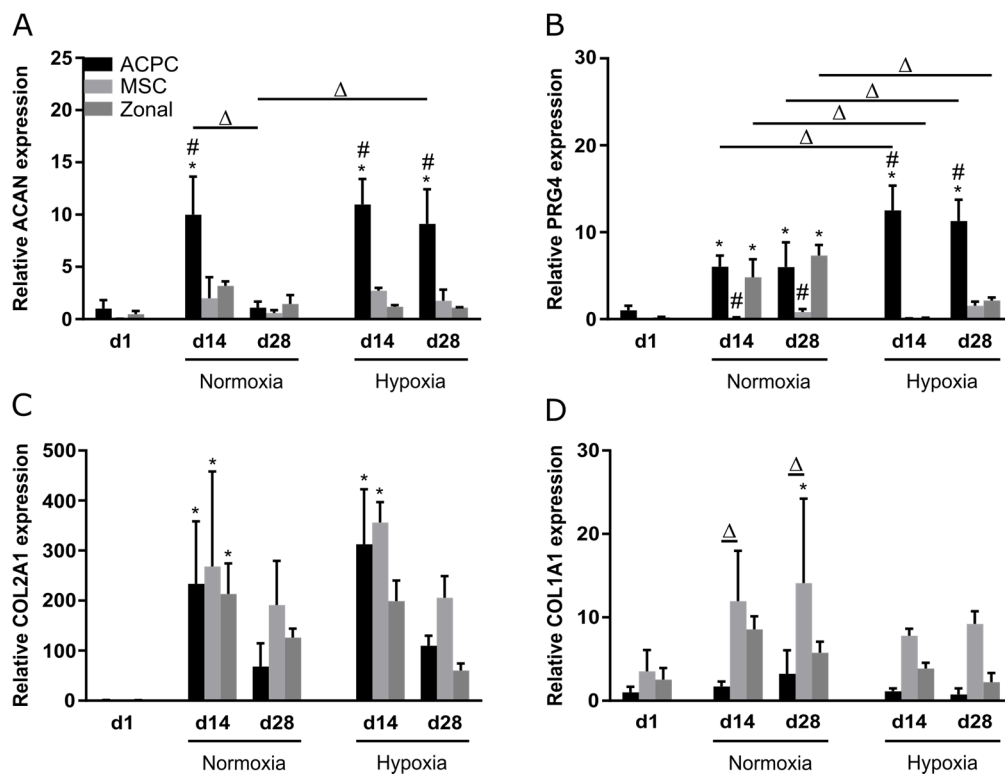 A
Relative ACAN expression
25
20
15
10
5
0
ACPC
MSC
Zonal
Δ
Δ
#
*
#
*
#
*
d1
d14
d28
d14
d28
Normoxia
Hypoxia
B
Relative PRG4 expression
30
20
10
0
Δ
Δ
Δ
Δ
#
*
#
*
*
*
*
*
#
#
d1
d14
d28
d14
d28
Normoxia
Hypoxia
C
Relative COL2A1 expression
500
400
300
200
100
0
*
*
*
*
*
d1
d14
d28
d14
d28
Normoxia
Hypoxia
D
Relative COL1A1 expression
30
20
10
0
Δ
*
Δ
d1
d14
d28
d14
d28
Normoxia
Hypoxia